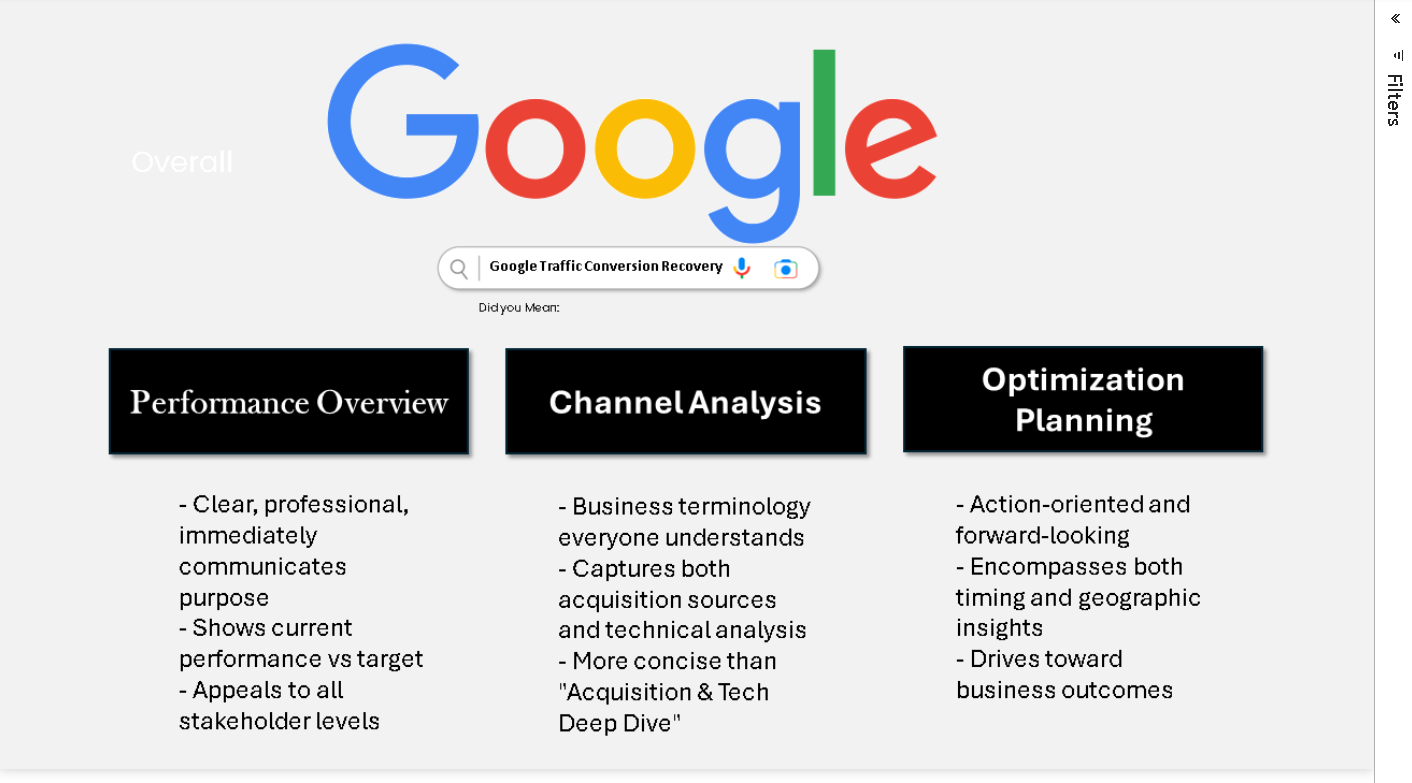 Google
Overall
Google Traffic Conversion Recovery
Did you Mean:
Performance Overview
- Clear, professional,
immediately
communicates
purpose
- Shows current
performance vs target
- Appeals to all
stakeholder levels
Channel Analysis
- Business terminology
everyone understands
- Captures both
acquisition sources
and technical analysis
- More concise than
"Acquisition & Tech
Deep Dive"
Optimization
Planning
- Action-oriented and
forward-looking
- Encompasses both
timing and geographic
insights
- Drives toward
business outcomes
Filters